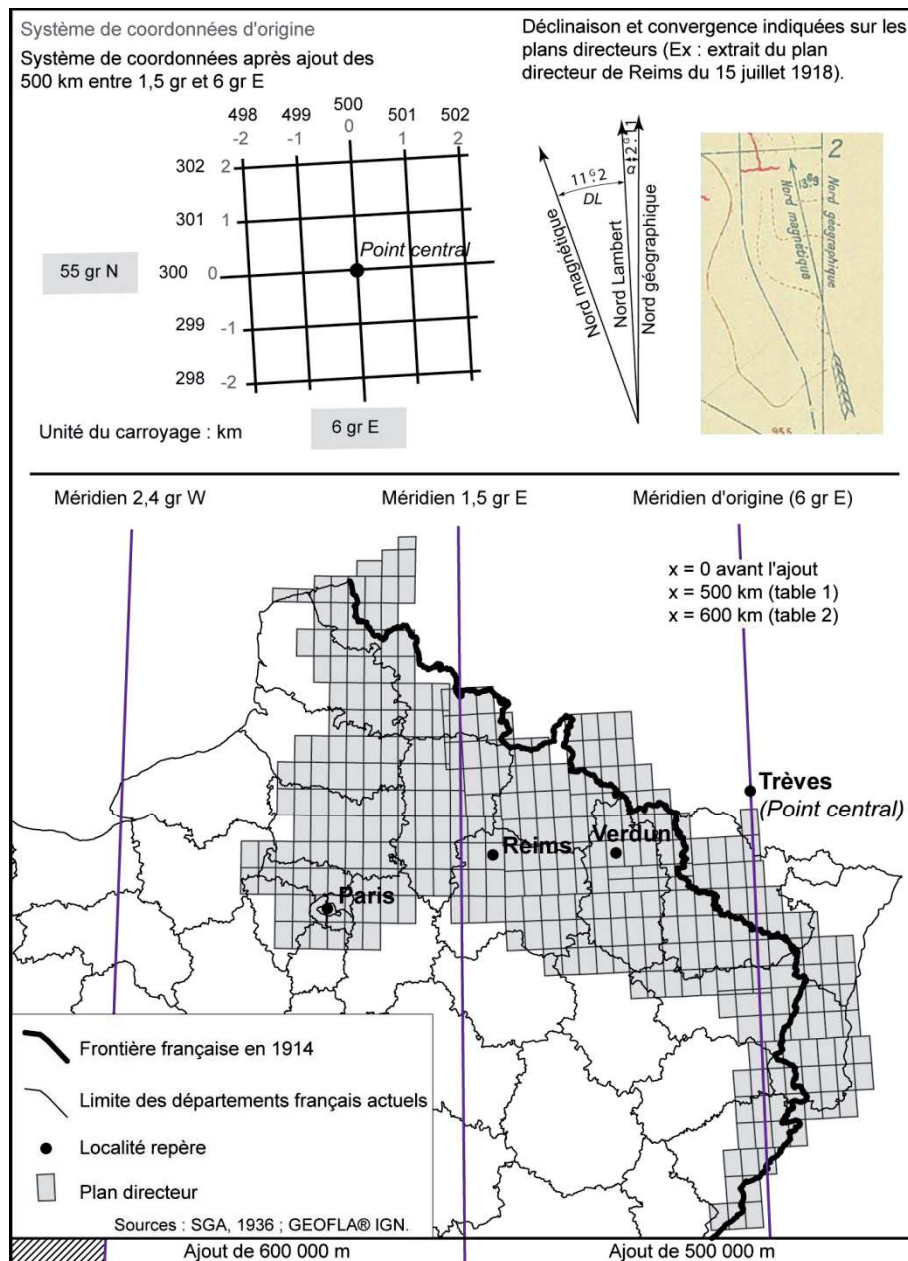 Système de coordonnées d'origine
Système de coordonnées après ajout des
500 km entre 1,5 gr et 6 gr E
498 499 500 501 502
-2 -1 0 1 2
302 2
301 1
Point central
55 gr N
300 0
299 -1
298 -2
6 gr E
Unité du carroyage : km
Déclinaison et convergence indiquées sur les
plans directeurs (Ex : extrait du plan
directeur de Reims du 15 juillet 1918).
11G.2
DL
α 2G.11
Nord magnétique
Nord Lambert
Nord géographique
2
13G.9
Nord magnétique
Nord géographique
955
Méridien 2,4 gr W
Méridien 1,5 gr E
Méridien d'origine (6 gr E)
x = 0 avant l'ajout
x = 500 km (table 1)
x = 600 km (table 2)
Trèves
(Point central)
Reims
Verdun
Paris
Frontière française en 1914
Limite des départements français actuels
Localité repère
Plan directeur
Sources : SGA, 1936 ; GEOFLA® IGN.
Ajout de 600 000 m
Ajout de 500 000 m